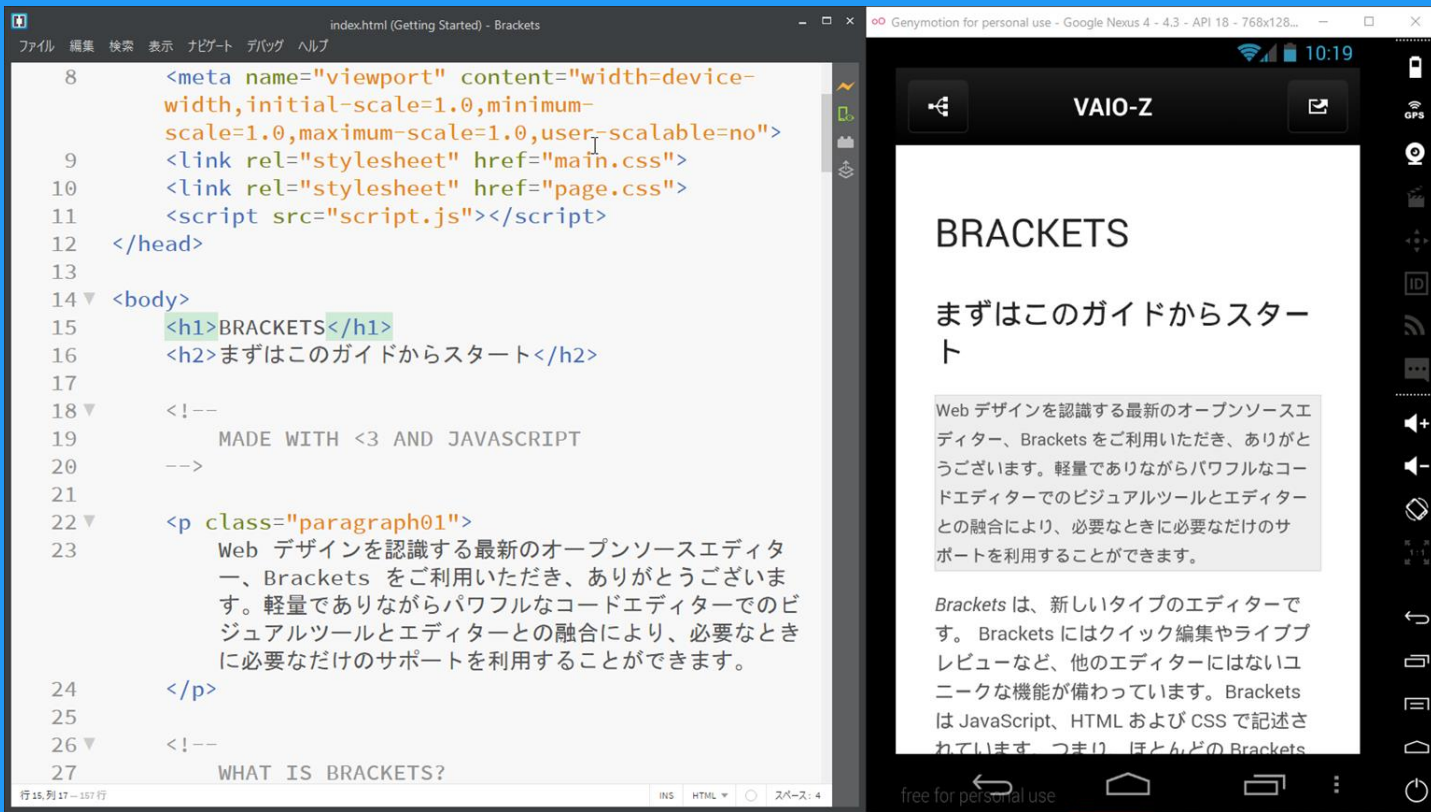 index.html (Getting Started) - Brackets
ファイル 編集 検索 表示 ナビゲート デバッグ ヘルプ
8 <meta name="viewport" content="width=device-
width,initial-scale=1.0,minimum-
scale=1.0,maximum-scale=1.0,user-scalable=no">
9 <link rel="stylesheet" href="main.css">
10 <link rel="stylesheet" href="page.css">
11 <script src="script.js"></script>
12 </head>
13
14 <body>
15 <h1>BRACKETS</h1>
16 <h2>まずはこのガイドからスタート</h2>
17
18 <!--
19 MADE WITH <3 AND JAVASCRIPT
20 -->
21
22 <p class="paragraph01">
23 Web デザインを認識する最新のオープンソースエディタ
ー、Brackets をご利用いただき、ありがとうございま
す。軽量でありながらパワフルなコードエディターでのビ
ジュアルツールとエディターとの融合により、必要なとき
に必要なだけのサポートを利用することができます。
24 </p>
25
26 <!--
27 WHAT IS BRACKETS?
行 15, 列 17 — 157 行
INS HTML スペース: 4
Genymotion for personal use - Google Nexus 4 - 4.3 - API 18 - 768x128...
10:19
VAIO-Z
BRACKETS
まずはこのガイドからスター
ト
Web デザインを認識する最新のオープンソースエ
ディター、Brackets をご利用いただき、ありがと
うございます。軽量でありながらパワフルなコー
ドエディターでのビジュアルツールとエディター
との融合により、必要なときに必要なだけのサ
ポートを利用することができます。
Brackets は、新しいタイプのエディターで
す。 Brackets にはクイック編集やライブプ
レビューなど、他のエディターにはないユ
ニークな機能が備わっています。Brackets
は JavaScript、HTML および CSS で記述さ
れています。つまり、ほとんどの Brackets
free for personal use
GPS
ID
1:1